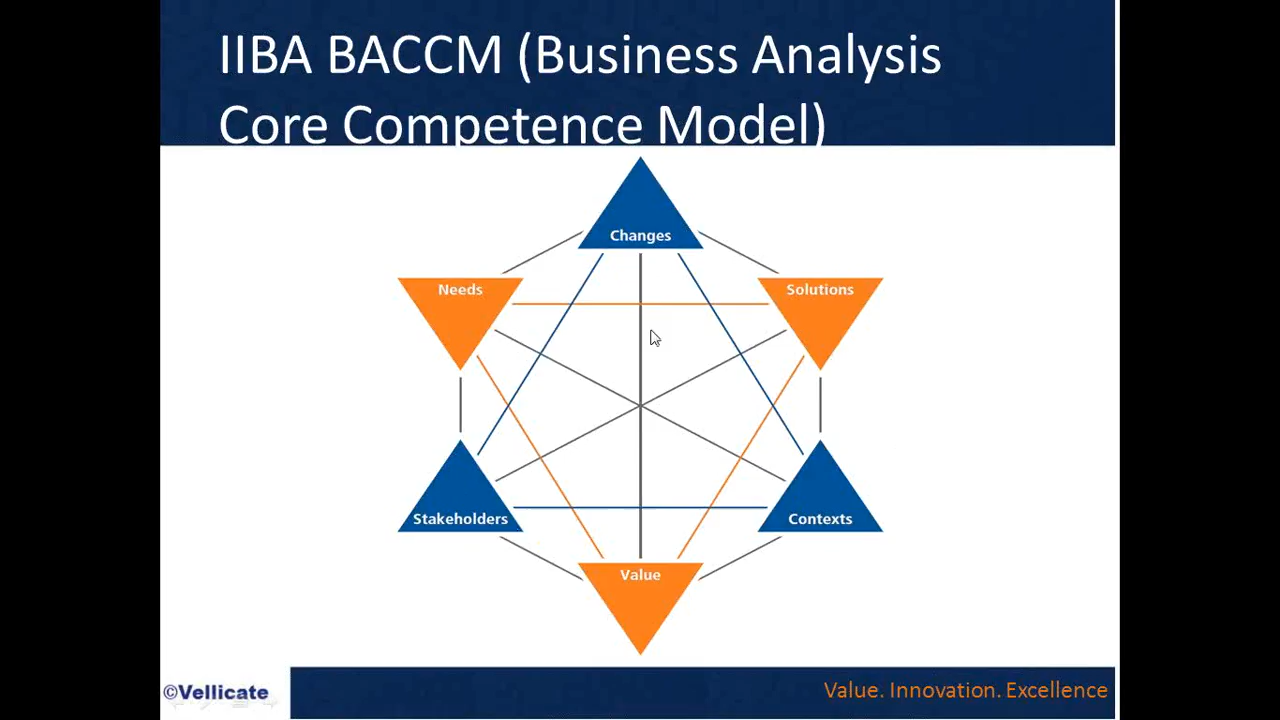 IIBA BACCM (Business Analysis
Core Competence Model)
Changes
Needs
Solutions
Stakeholders
Contexts
Value
©Vellicate
Value. Innovation. Excellence